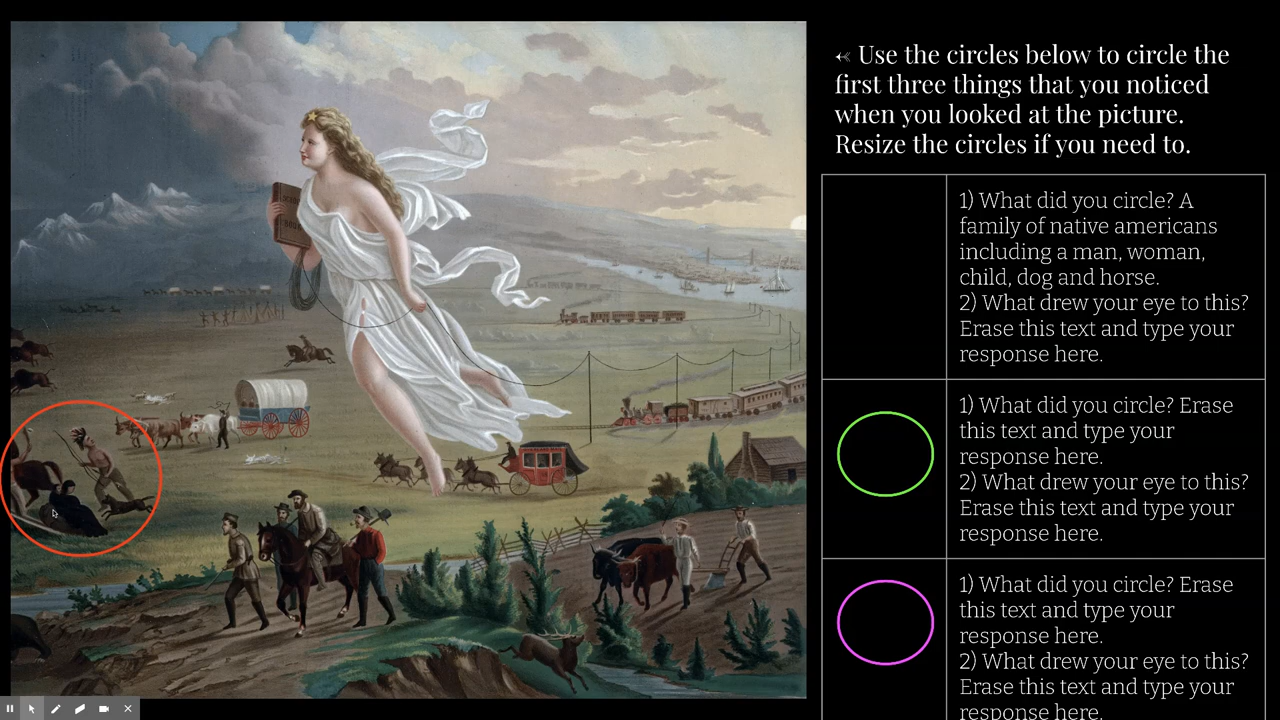 Use the circles below to circle the
first three things that you noticed
when you looked at the picture.
Resize the circles if you need to.
1) What did you circle? A
family of native americans
including a man, woman,
child, dog and horse.
2) What drew your eye to this?
Erase this text and type your
response here.
1) What did you circle? Erase
this text and type your
response here.
2) What drew your eye to this?
Erase this text and type your
response here.
1) What did you circle? Erase
this text and type your
response here.
2) What drew your eye to this?
Erase this text and type your
response here.